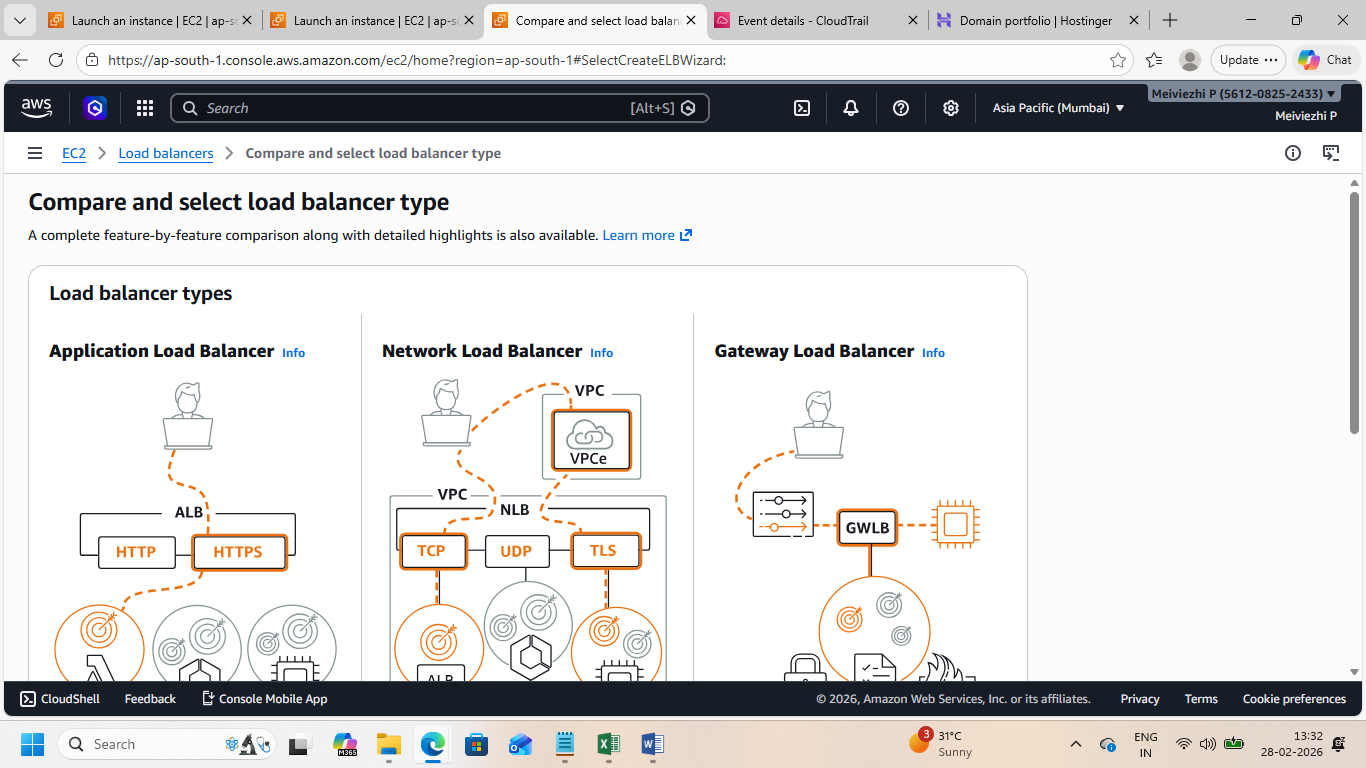 Launch an instance | EC2 | ap-so
Launch an instance | EC2 | ap-so
Compare and select load balan
Event details - CloudTrail
Domain portfolio | Hostinger
https://ap-south-1.console.aws.amazon.com/ec2/home?region=ap-south-1#SelectCreateELBWizard:
Update
Chat
aws
Search
[Alt+S]
Asia Pacific (Mumbai)
Meiviezhi P (5612-0825-2433)
Meiviezhi P
EC2
Load balancers
Compare and select load balancer type
Compare and select load balancer type
A complete feature-by-feature comparison along with detailed highlights is also available. Learn more
Load balancer types
Application Load Balancer Info
ALB
HTTP
HTTPS
Network Load Balancer Info
VPC
VPCe
VPC
NLB
TCP
UDP
TLS
ALB
Gateway Load Balancer Info
GWLB
CloudShell
Feedback
Console Mobile App
© 2026, Amazon Web Services, Inc. or its affiliates.
Privacy
Terms
Cookie preferences
Search
M365
3
31°C
Sunny
ENG
IN
13:32
28-02-2026